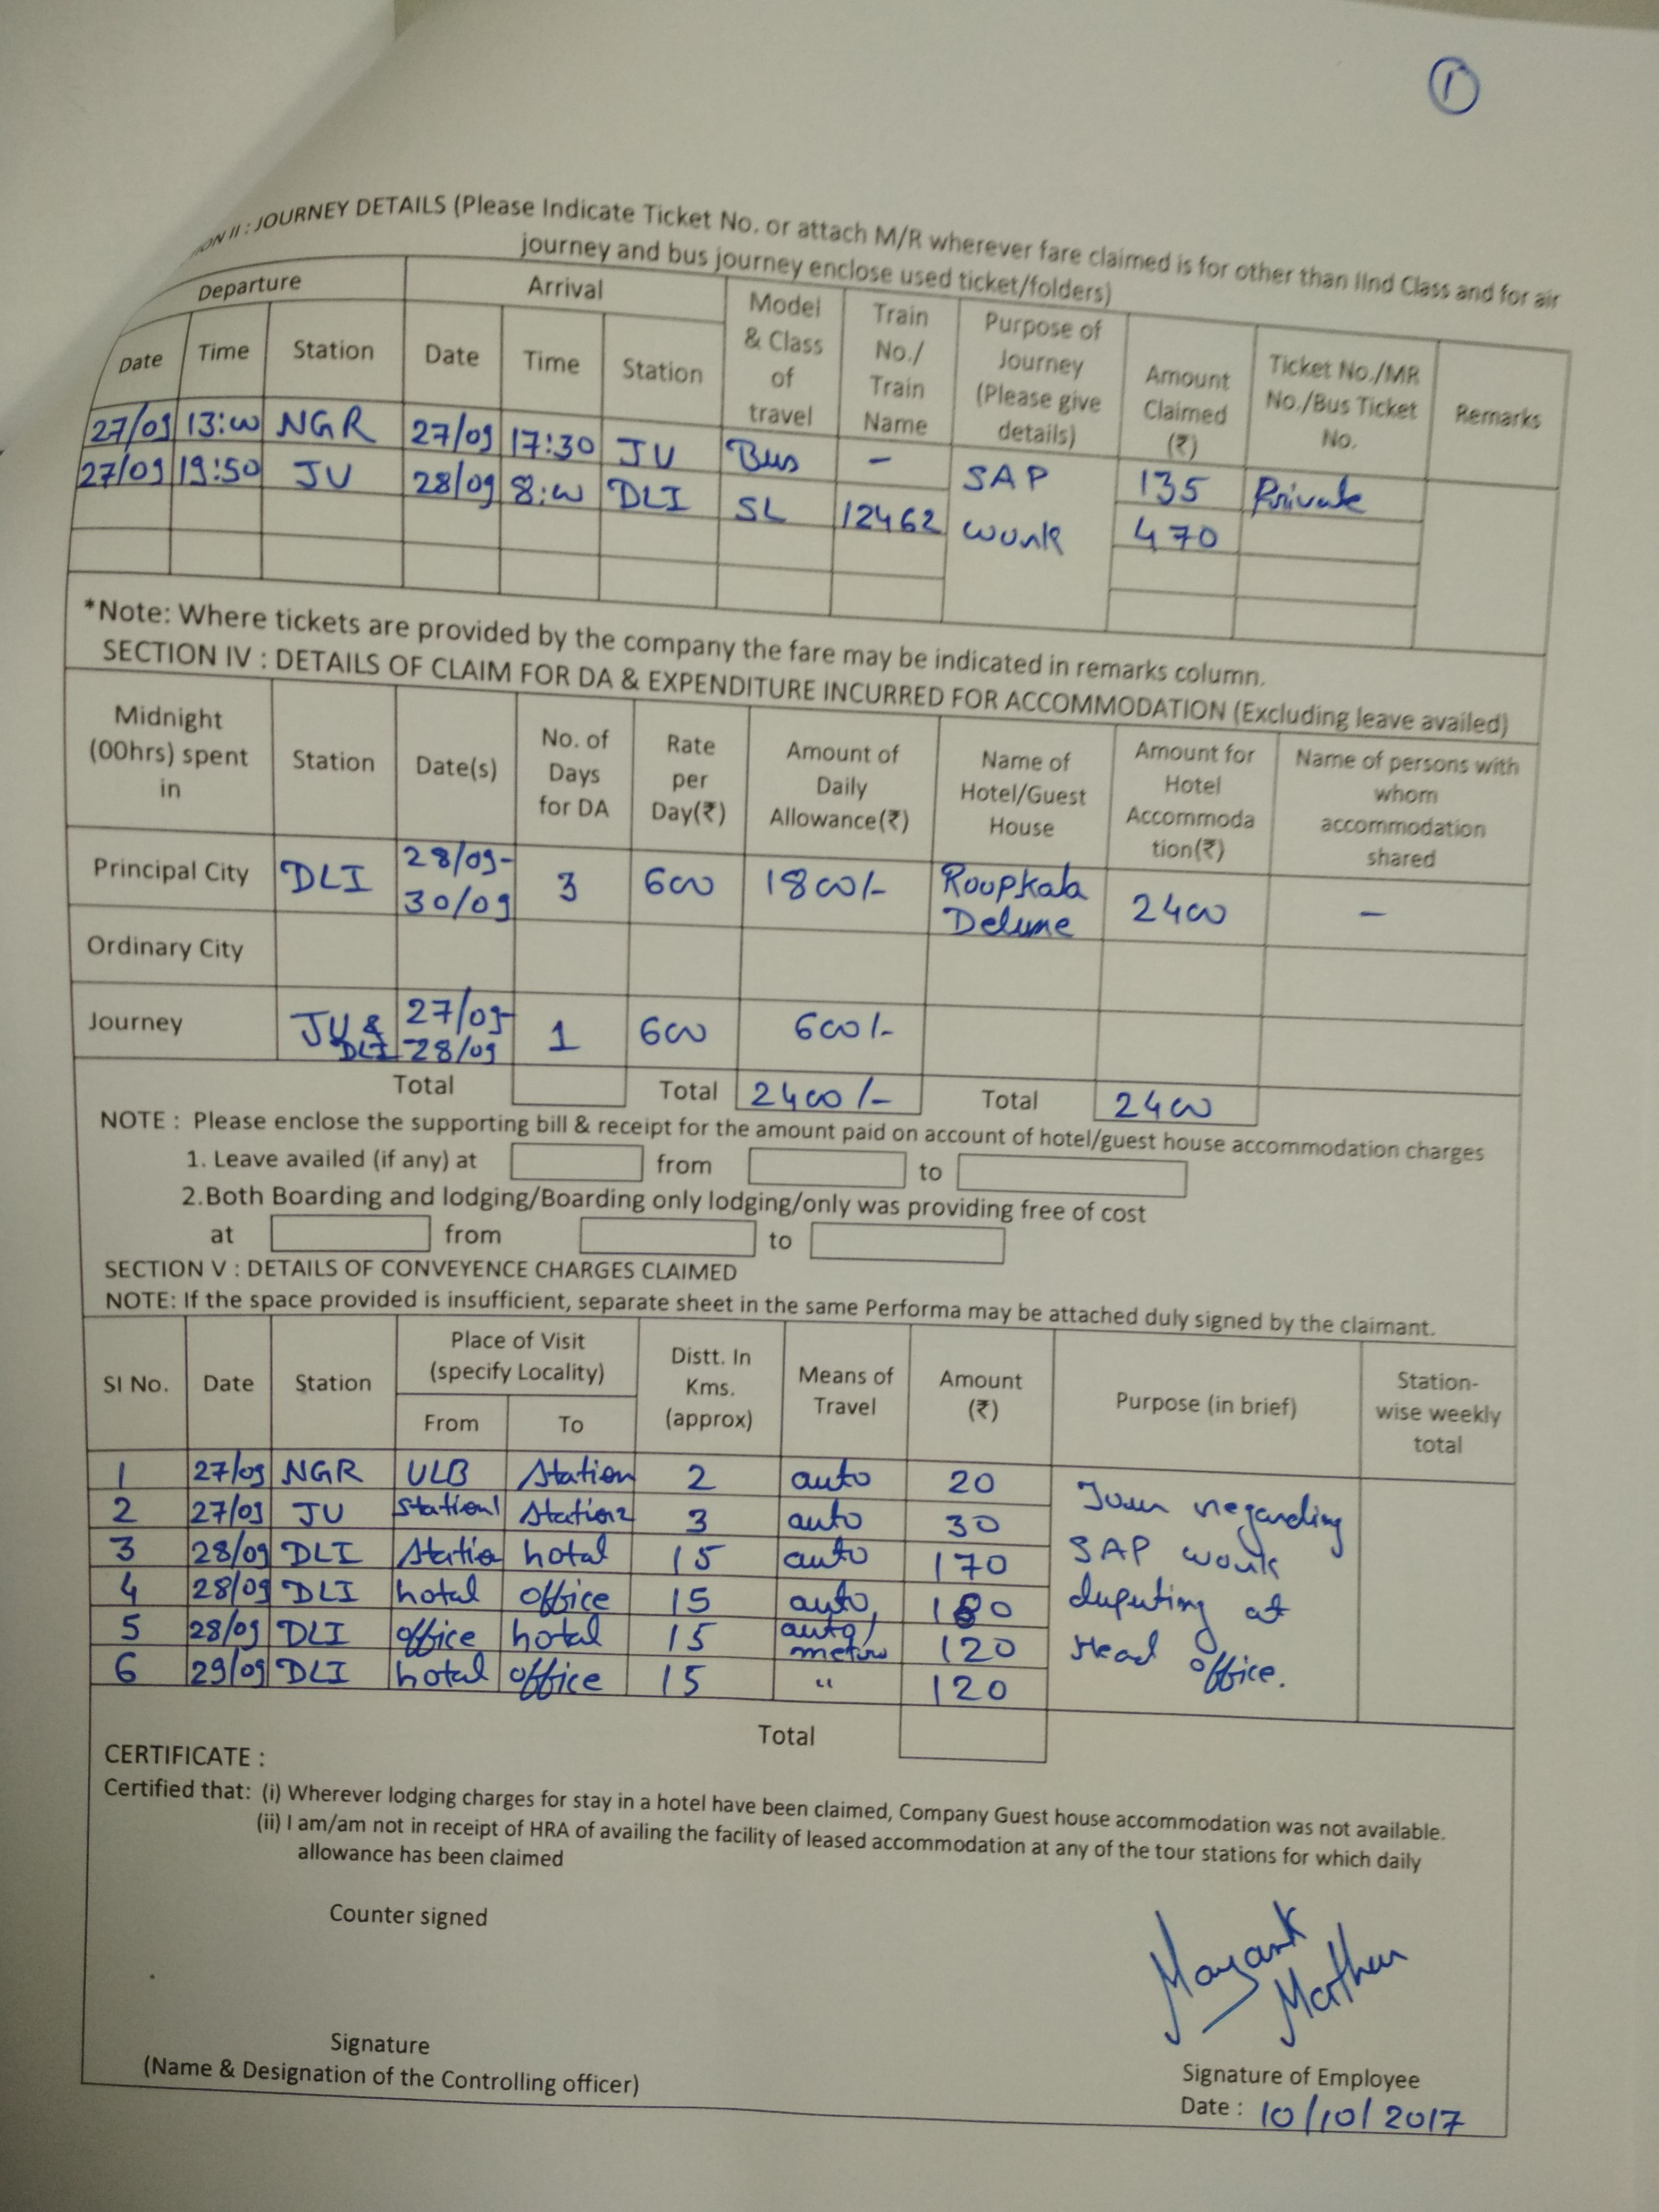 1
ION II : JOURNEY DETAILS (Please Indicate Ticket No. or attach M/R wherever fare claimed is for other than IInd Class and for air
journey and bus journey enclose used ticket/folders)
Departure Arrival Model & Class of travel Train No./ Train Name Purpose of Journey (Please give details) Amount Claimed (₹) Ticket No./MR No./Bus Ticket No. Remarks
Date Time Station Date Time Station
27/09 13:00 NGR 27/09 17:30 JU Bus - SAP 135 Private
27/09 19:50 JU 28/09 8:00 DLI SL 12462 work 470
*Note: Where tickets are provided by the company the fare may be indicated in remarks column.
SECTION IV : DETAILS OF CLAIM FOR DA & EXPENDITURE INCURRED FOR ACCOMMODATION (Excluding leave availed)
Midnight (00hrs) spent in Station Date(s) No. of Days for DA Rate per Day(₹) Amount of Daily Allowance(₹) Name of Hotel/Guest House Amount for Hotel Accommoda tion(₹) Name of persons with whom accommodation shared
Principal City DLI 28/09- 30/09 3 600 1800/- Roopkala Deluxe 2400 -
Ordinary City
Journey JU & DLI 27/09- 28/09 1 600 600/-
Total Total 2400/- Total 2400
NOTE : Please enclose the supporting bill & receipt for the amount paid on account of hotel/guest house accommodation charges
1. Leave availed (if any) at from to
2.Both Boarding and lodging/Boarding only lodging/only was providing free of cost
at from to
SECTION V : DETAILS OF CONVEYENCE CHARGES CLAIMED
NOTE: If the space provided is insufficient, separate sheet in the same Performa may be attached duly signed by the claimant.
SI No. Date Station Place of Visit (specify Locality) Distt. In Kms. (approx) Means of Travel Amount (₹) Purpose (in brief) Station-wise weekly total
From To
1 27/09 NGR ULB Station 2 auto 20 Tour regarding
2 27/09 JU Station1 Station2 3 auto 30
3 28/09 DLI Statio hotal 15 auto 170 SAP work
4 28/09 DLI hotal office 15 auto, 180 duputing at
5 28/09 DLI office hotal 15 auto/ metro 120 Head office.
6 29/09 DLI hotal office 15 " 120
Total
CERTIFICATE :
Certified that: (i) Wherever lodging charges for stay in a hotel have been claimed, Company Guest house accommodation was not available.
(ii) I am/am not in receipt of HRA of availing the facility of leased accommodation at any of the tour stations for which daily
allowance has been claimed
Counter signed
Mayank
Mathur
Signature
(Name & Designation of the Controlling officer)
Signature of Employee
Date : 10/10/2017